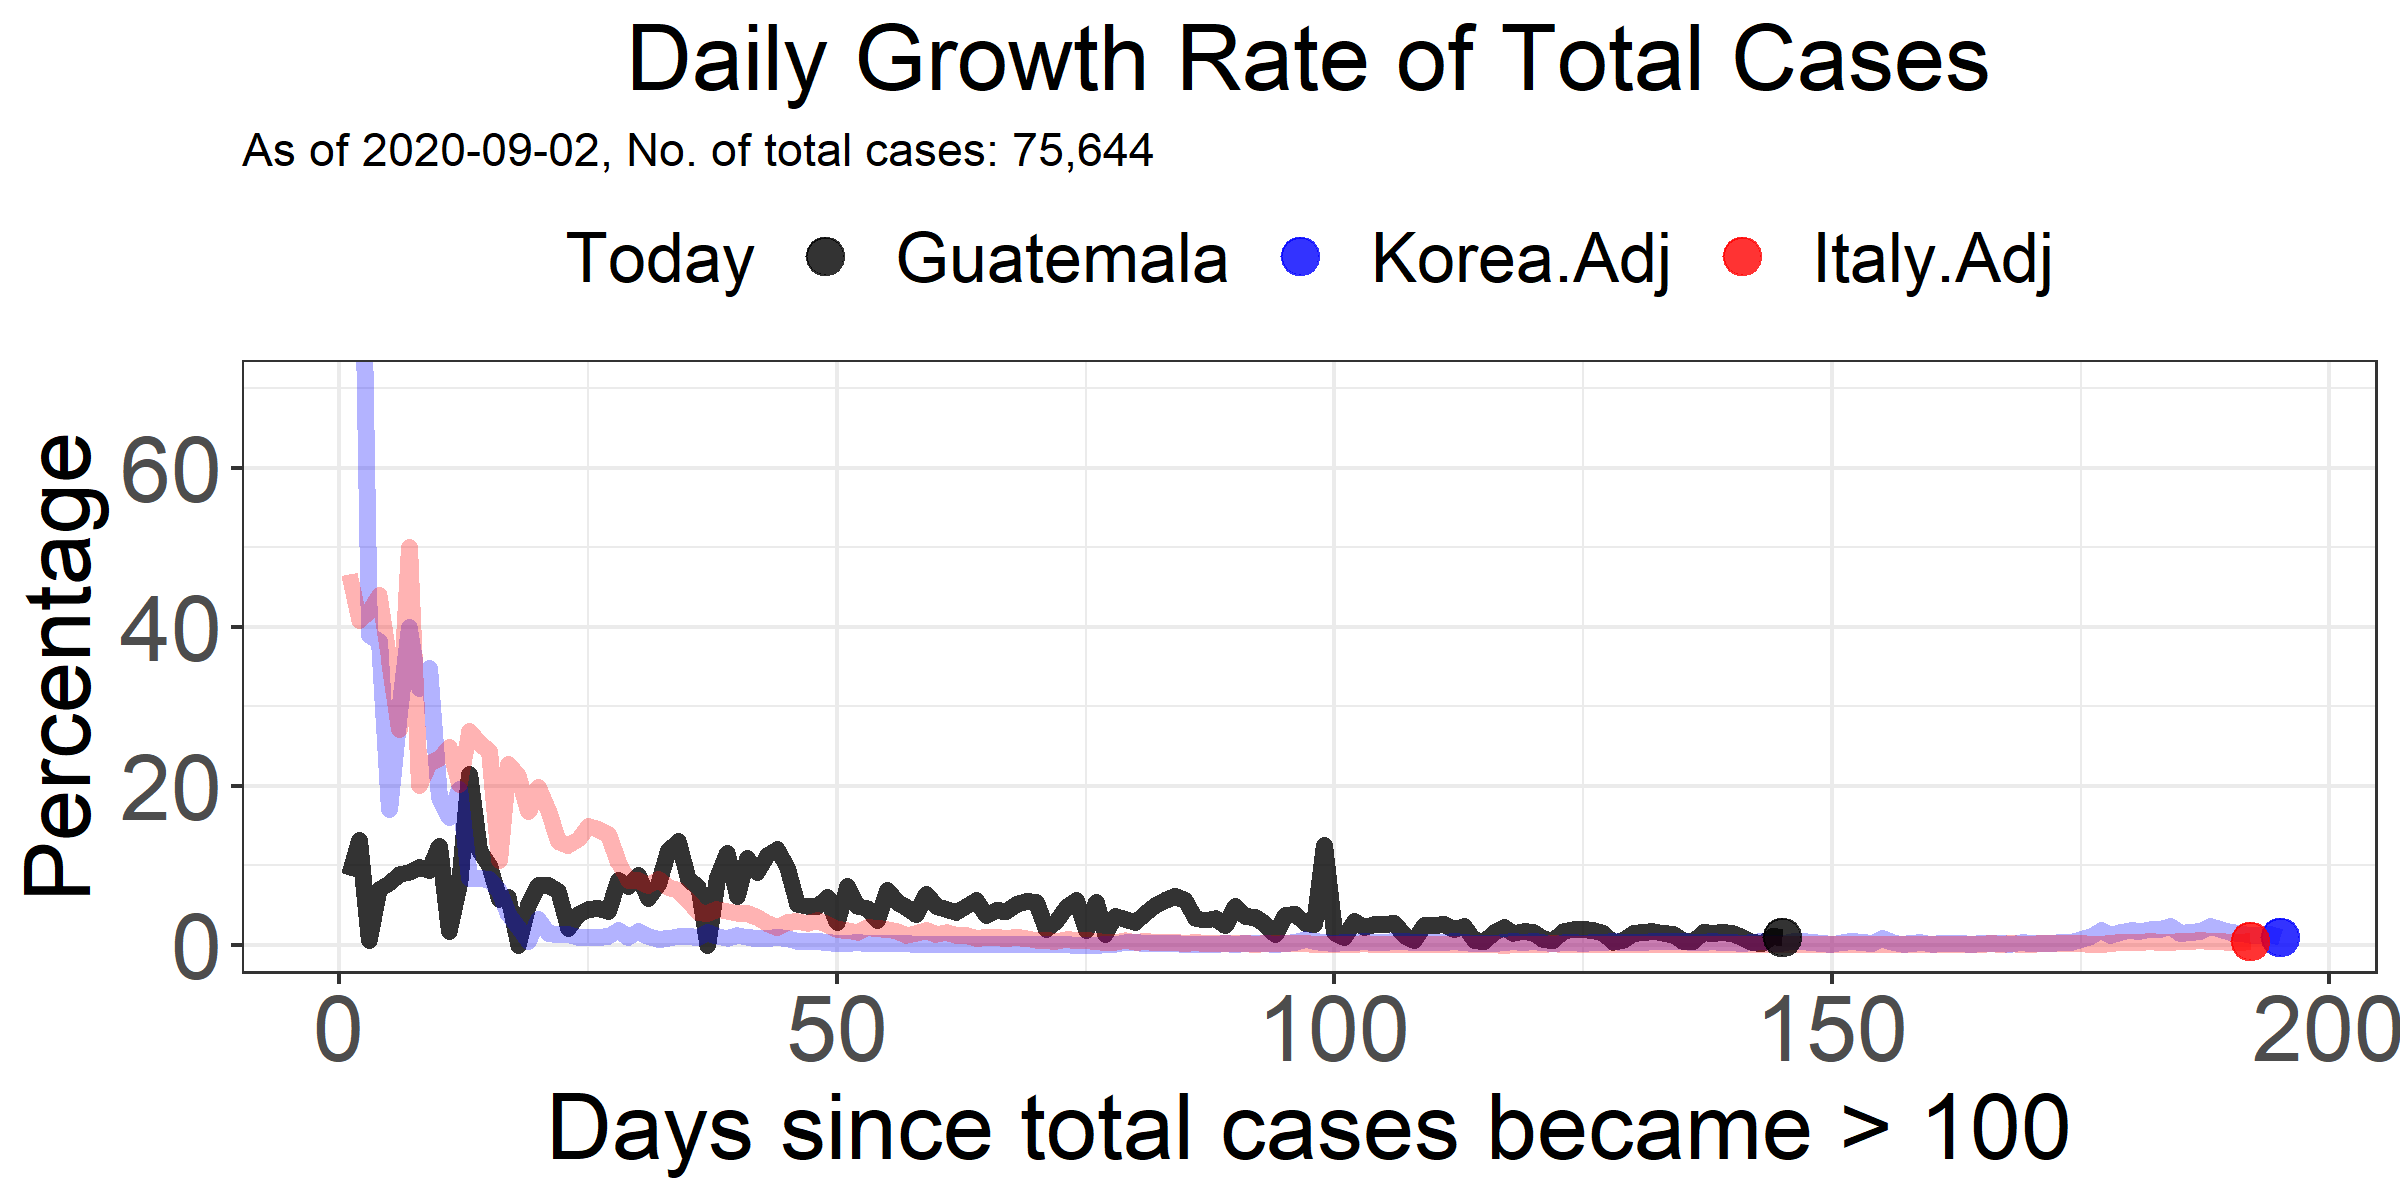 Daily Growth Rate of Total Cases
As of 2020-09-02, No. of total cases: 75,644
Today Guatemala Korea.Adj Italy.Adj
Percentage
60
40
20
0
0 50 100 150 200
Days since total cases became > 100